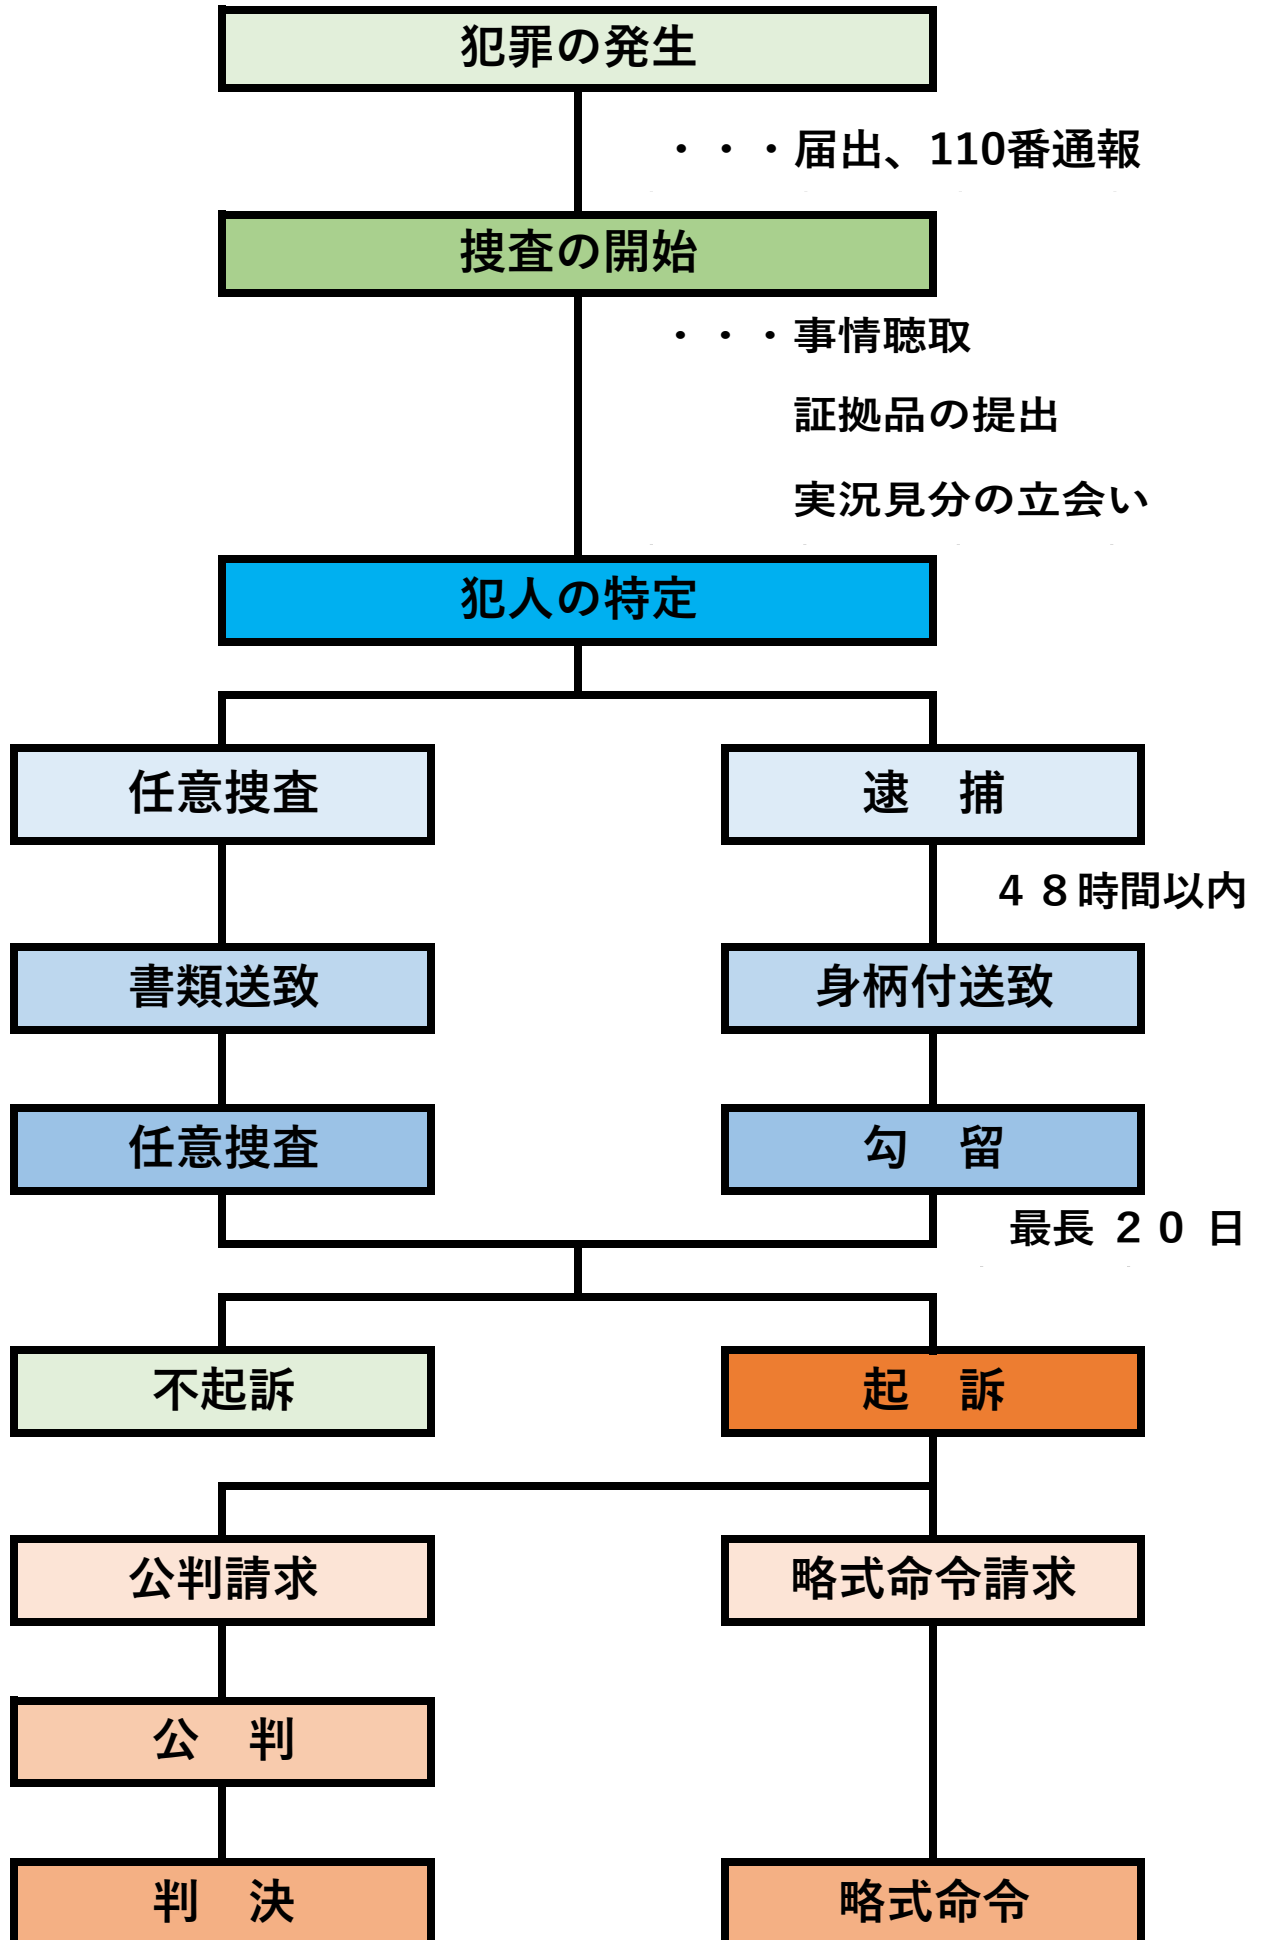 犯罪の発生
・・・届出、110番通報
捜査の開始
・・・事情聴取
証拠品の提出
実況見分の立会い
犯人の特定
任意捜査
逮　捕
４８時間以内
書類送致
身柄付送致
任意捜査
勾　留
最長 ２０ 日
不起訴
起　訴
公判請求
略式命令請求
公　判
判　決
略式命令